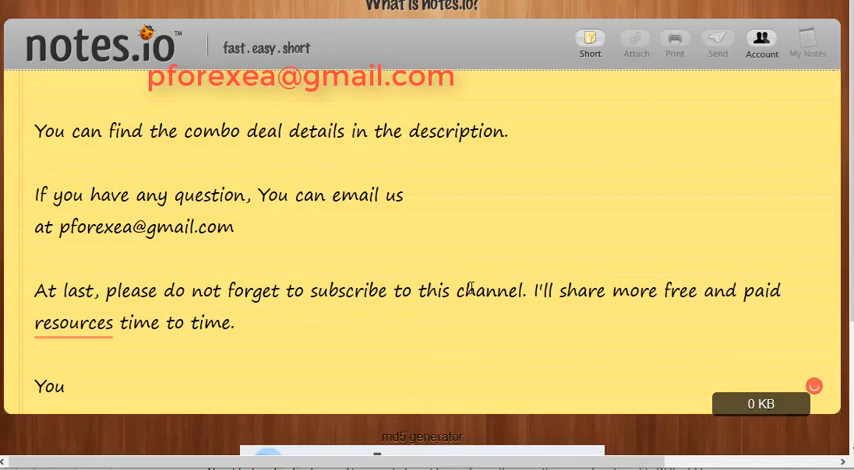 What is notes.io?
notes.io™
fast.easy.short
Short
Attach
Print
Send
Account
My Notes
pforexea@gmail.com
You can find the combo deal details in the description.
If you have any question, You can email us
at pforexea@gmail.com
At last, please do not forget to subscribe to this channel. I'll share more free and paid
resources time to time.
You
0 KB
md5 generator